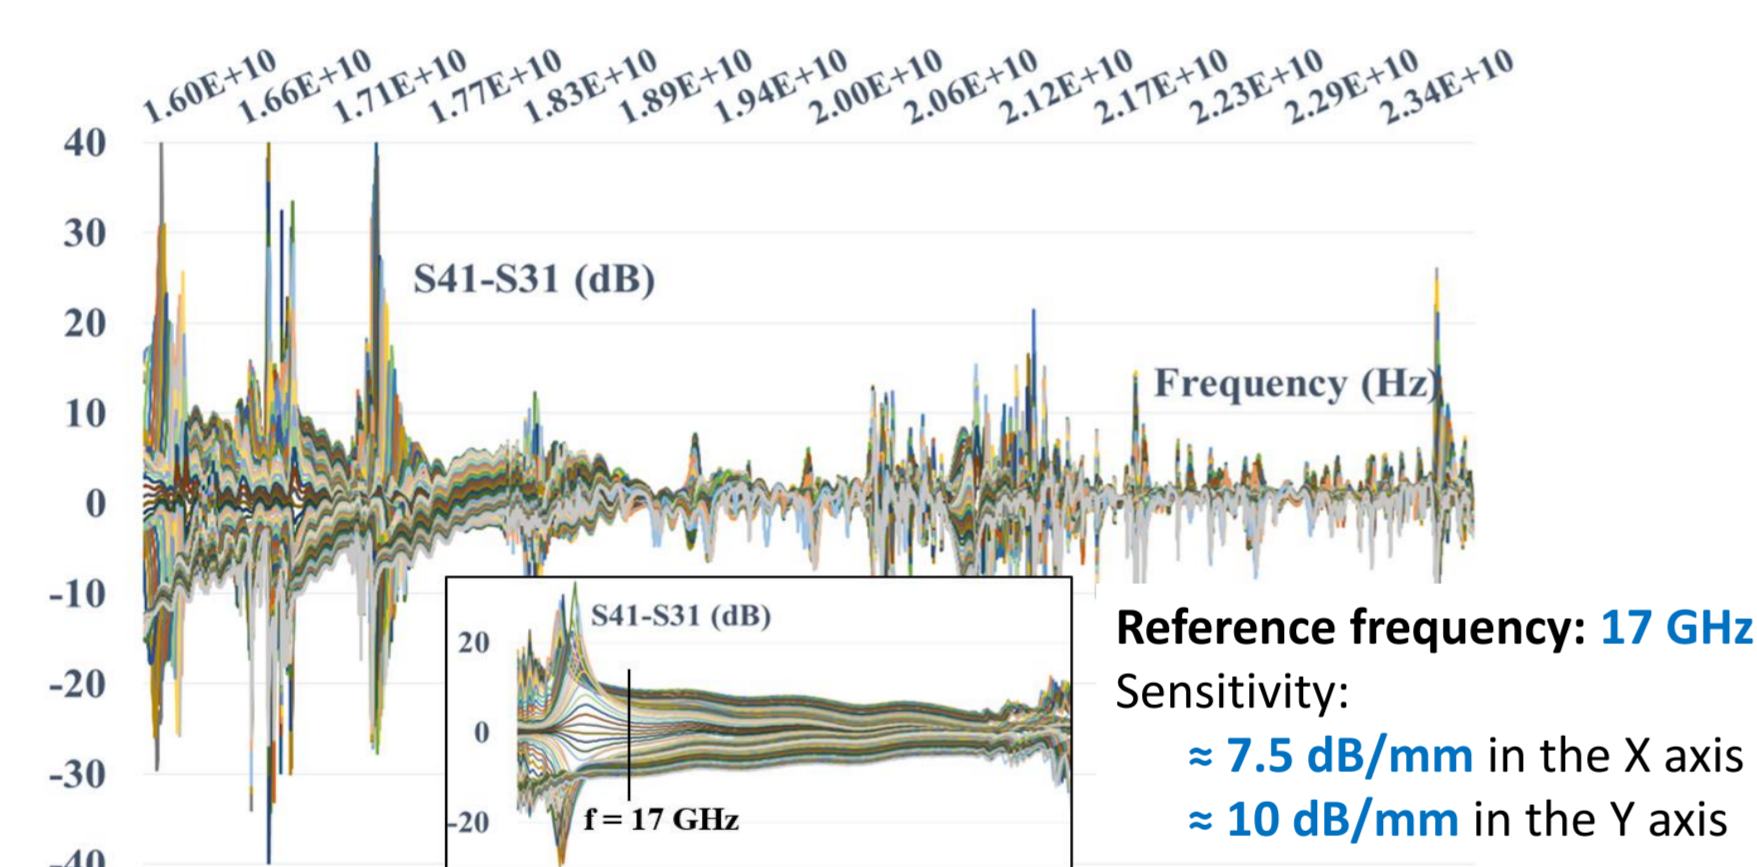 1.60E+10
1.66E+10
1.71E+10
1.77E+10
1.83E+10
1.89E+10
1.94E+10
2.00E+10
2.06E+10
2.12E+10
2.17E+10
2.23E+10
2.29E+10
2.34E+10
40
30
20
10
0
-10
-20
-30
-40
S41-S31 (dB)
Frequency (Hz)
S41-S31 (dB)
20
0
-20
f = 17 GHz
Reference frequency: 17 GHz
Sensitivity:
≈ 7.5 dB/mm in the X axis
≈ 10 dB/mm in the Y axis